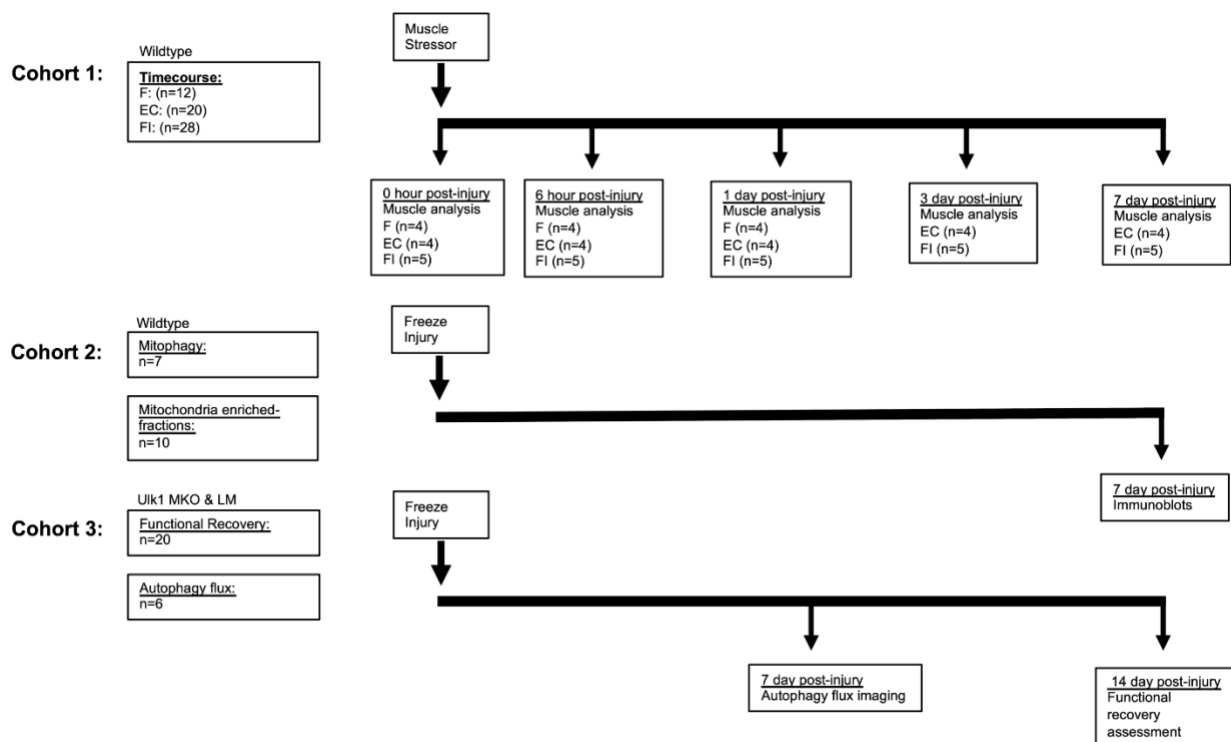 Muscle
Stressor
Wildtype
Cohort 1:
Timecourse:
F: (n=12)
EC: (n=20)
FI: (n=28)
0 hour post-injury
Muscle analysis
F (n=4)
EC (n=4)
FI (n=5)
6 hour post-injury
Muscle analysis
F (n=4)
EC (n=4)
FI (n=5)
1 day post-injury
Muscle analysis
F (n=4)
EC (n=4)
FI (n=5)
3 day post-injury
Muscle analysis
EC (n=4)
FI (n=5)
7 day post-injury
Muscle analysis
EC (n=4)
FI (n=5)
Wildtype
Cohort 2:
Mitophagy:
n=7
Mitochondria enriched-
fractions:
n=10
Freeze
Injury
7 day post-injury
Immunoblots
Ulk1 MKO & LM
Cohort 3:
Functional Recovery:
n=20
Autophagy flux:
n=6
Freeze
Injury
7 day post-injury
Autophagy flux imaging
14 day post-injury
Functional
recovery
assessment